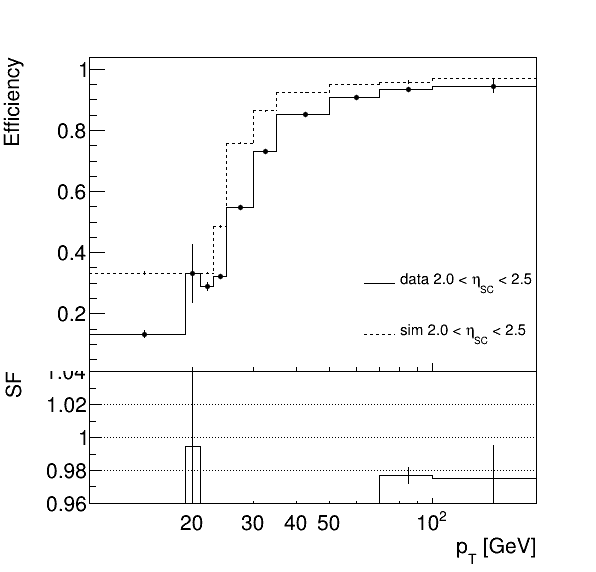 Efficiency
1
0.8
0.6
0.4
0.2
data 2.0 < η_SC < 2.5
sim 2.0 < η_SC < 2.5
SF
1.04
1.02
1
0.98
0.96
20 30 40 50 10²
p_T [GeV]